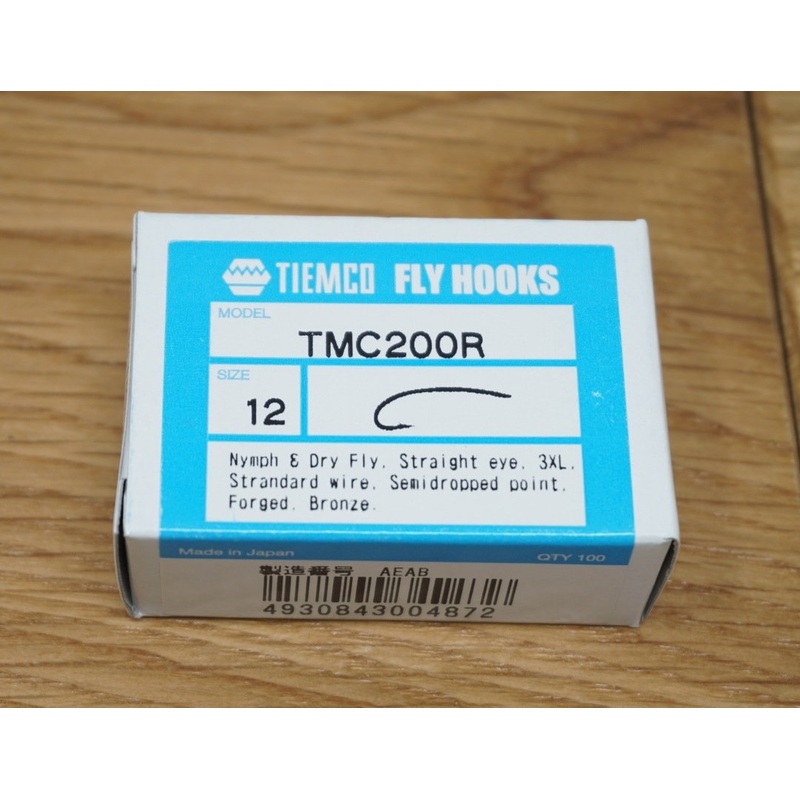 TIEMCO FLY HOOKS
MODEL
TMC200R
SIZE
12
Nymph & Dry Fly. Straight eye. 3XL.
Strandard wire. Semidropped point.
Forged. Bronze.
Made in Japan
QTY 100
製造番号 AEAB
4930843004872